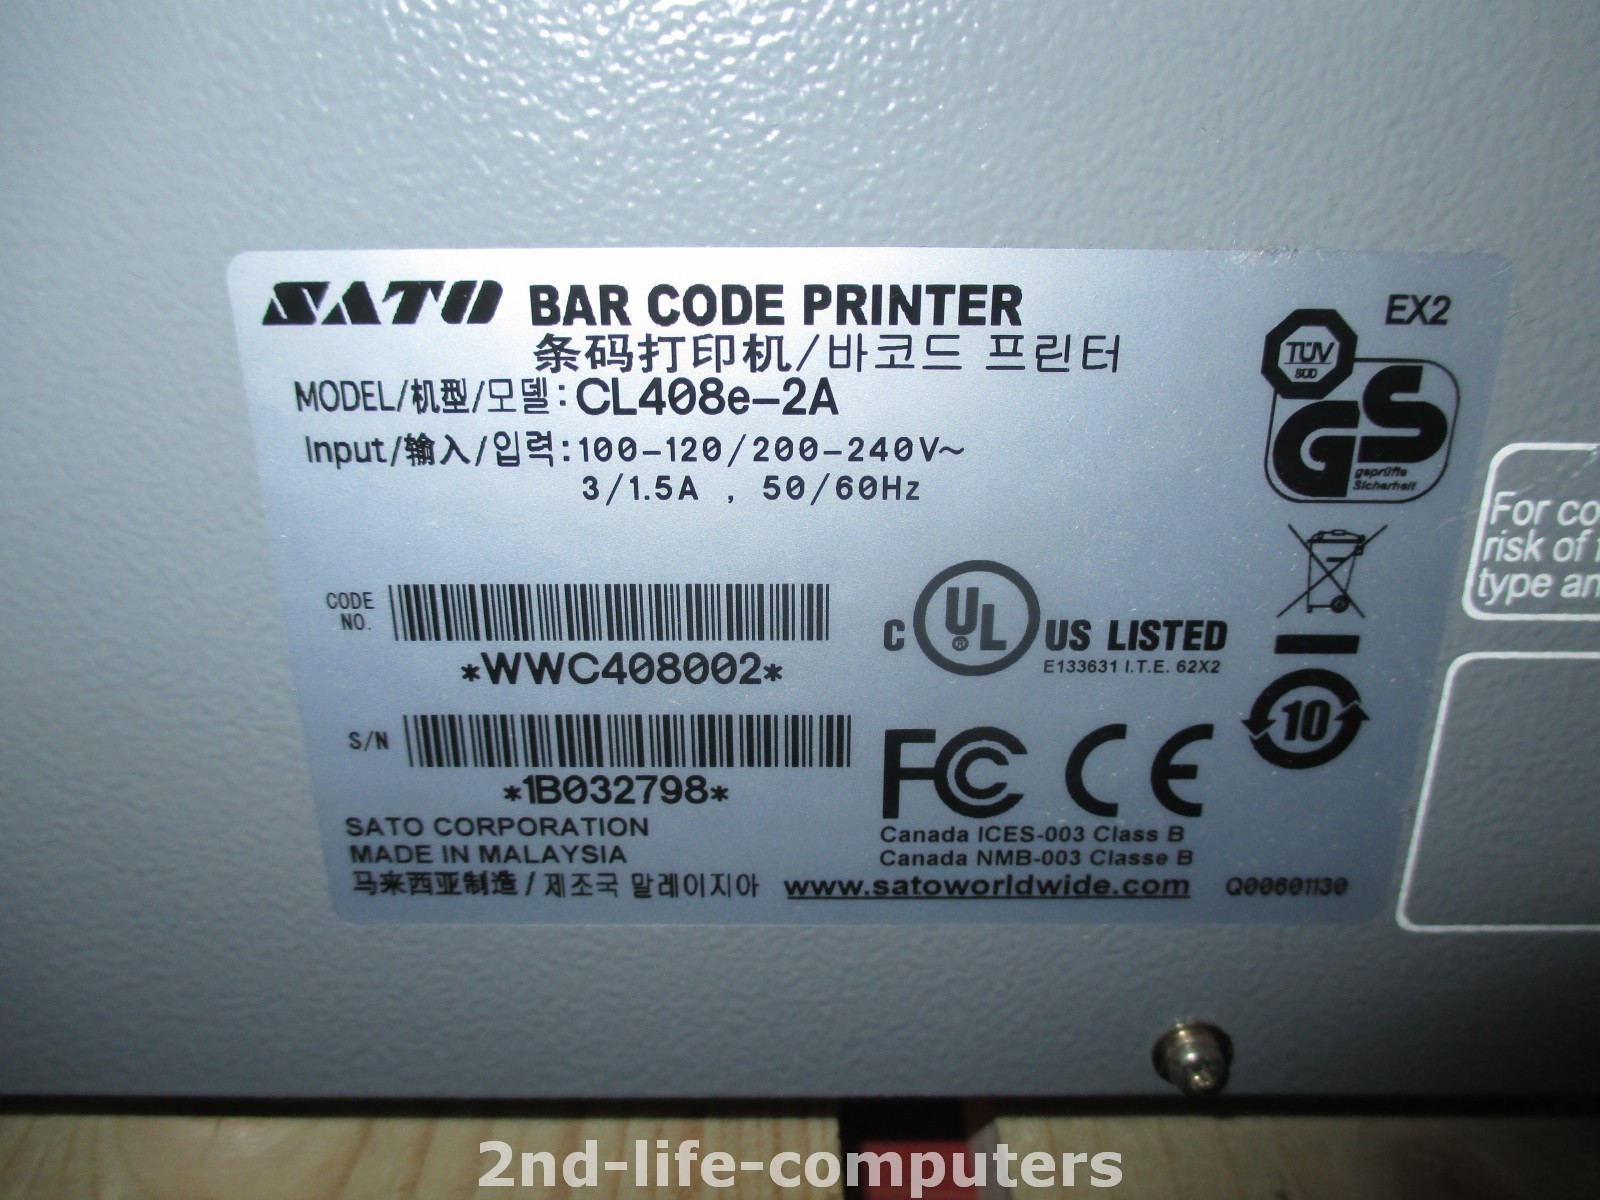 SATO BAR CODE PRINTER
条码打印机/바코드 프린터
MODEL/机型/모델:CL408e-2A
Input/输入/입력:100-120/200-240V~
3/1.5A , 50/60Hz
EX2
TÜV
SÜD
GS
geprüfte
Sicherheit
For co
risk of f
type an
CODE
NO.
*WWC408002*
C UL ® US LISTED
E133631 I.T.E. 62X2
S/N
*1B032798*
10
FC CE
Canada ICES-003 Class B
Canada NMB-003 Classe B
SATO CORPORATION
MADE IN MALAYSIA
马来西亚制造/제조국 말레이지아
www.satoworldwide.com
Q00601130
2nd-life-computers